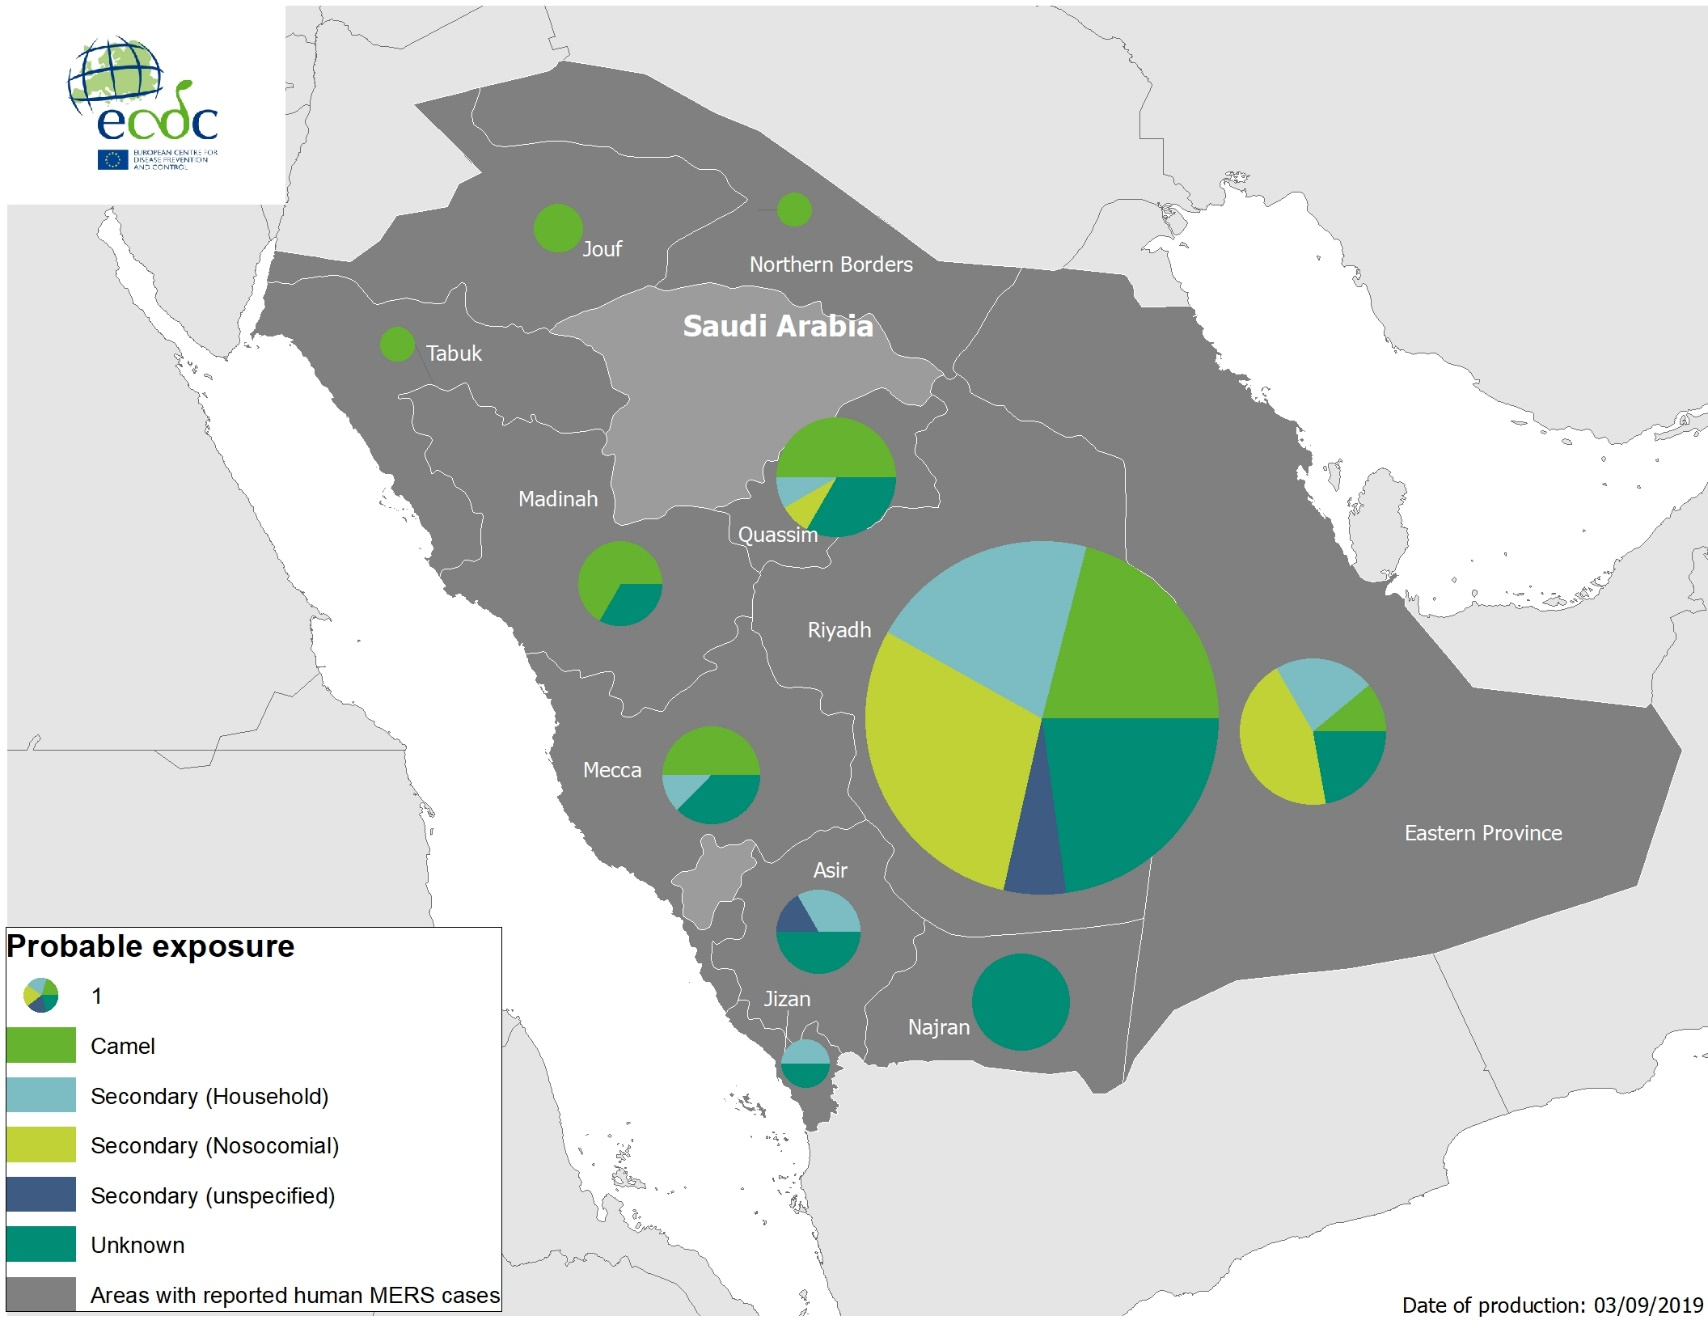 ecdc
EUROPEAN CENTRE FOR
DISEASE PREVENTION
AND CONTROL
Jouf
Northern Borders
Saudi Arabia
Tabuk
Madinah
Quassim
Riyadh
Mecca
Eastern Province
Asir
Jizan
Najran
Probable exposure
1
Camel
Secondary (Household)
Secondary (Nosocomial)
Secondary (unspecified)
Unknown
Areas with reported human MERS cases
Date of production: 03/09/2019